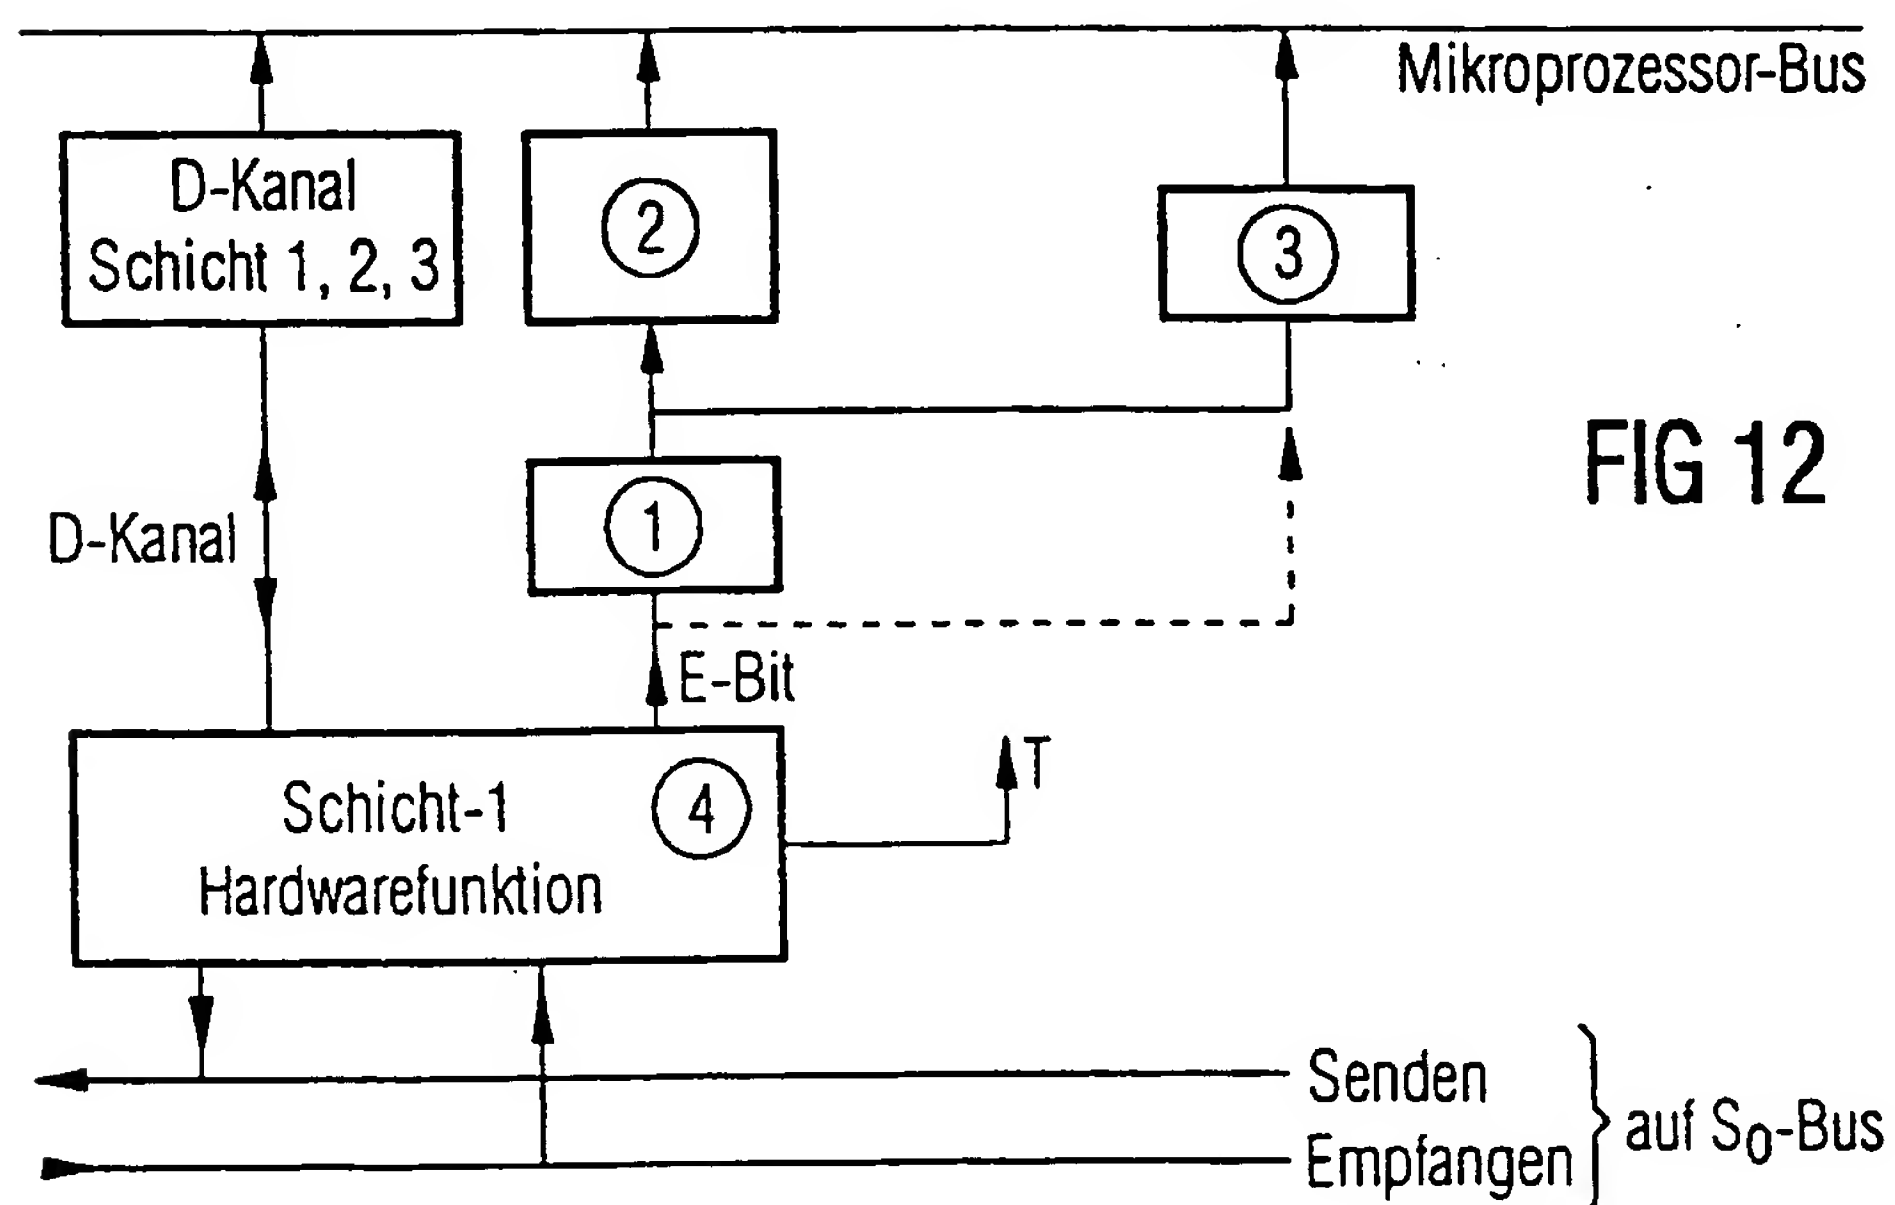 Mikroprozessor-Bus
D-Kanal
Schicht 1, 2, 3
2
3
FIG 12
1
D-Kanal
E-Bit
T
Schicht-1
4
Hardwarefunktion
Senden
Empfangen
auf S0-Bus